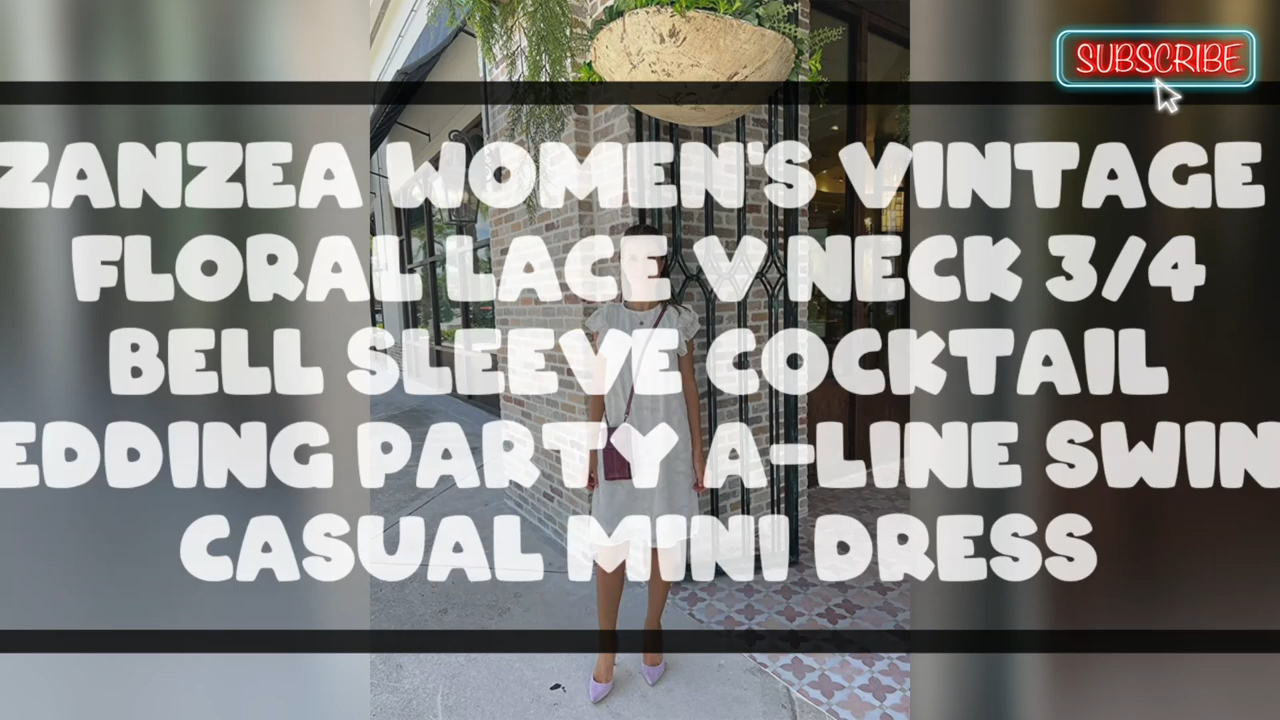 SUBSCRIBE
ZANZEA WOMEN'S VINTAGE
FLORAL LACE V NECK 3/4
BELL SLEEVE COCKTAIL
EDDING PARTY A-LINE SWIN
CASUAL MINI DRESS